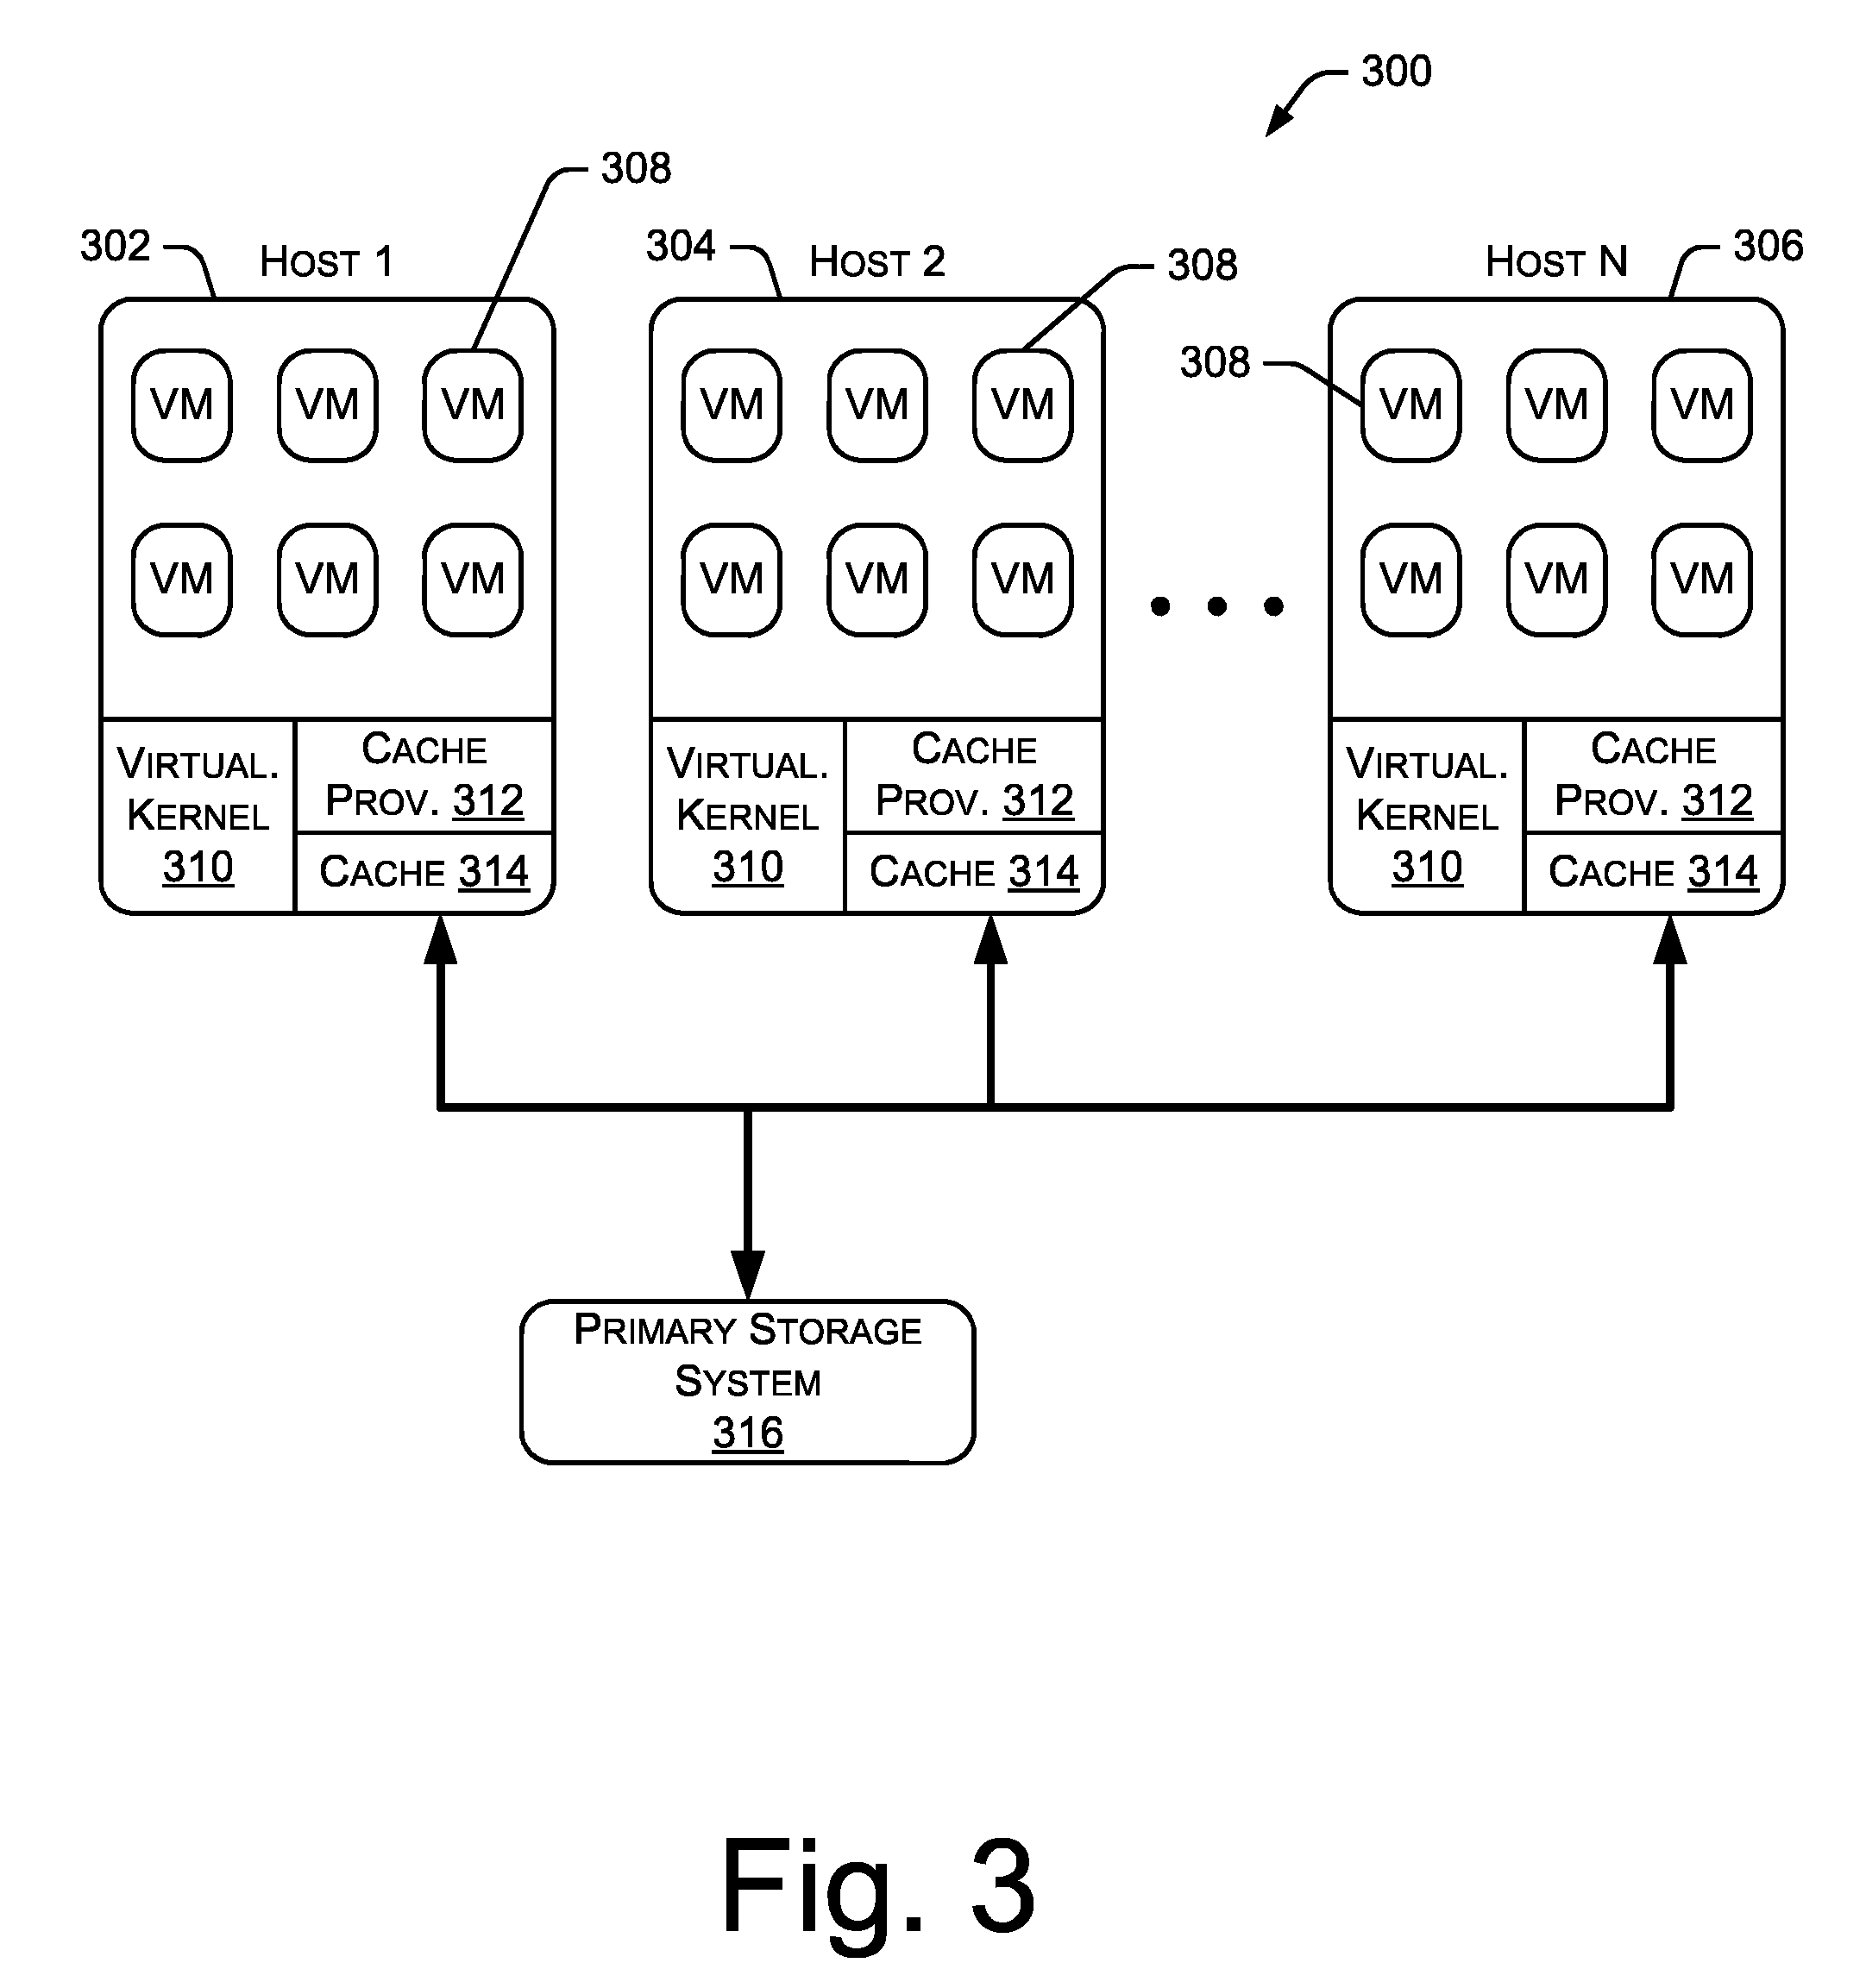 300
308
302 HOST 1
304 HOST 2
308
HOST N 306
308
VM VM VM VM VM VM VM VM VM
VM VM VM VM VM VM VM VM VM
VIRTUAL.
KERNEL
310
CACHE
PROV. 312
CACHE 314
VIRTUAL.
KERNEL
310
CACHE
PROV. 312
CACHE 314
VIRTUAL.
KERNEL
310
CACHE
PROV. 312
CACHE 314
PRIMARY STORAGE
SYSTEM
316
Fig. 3